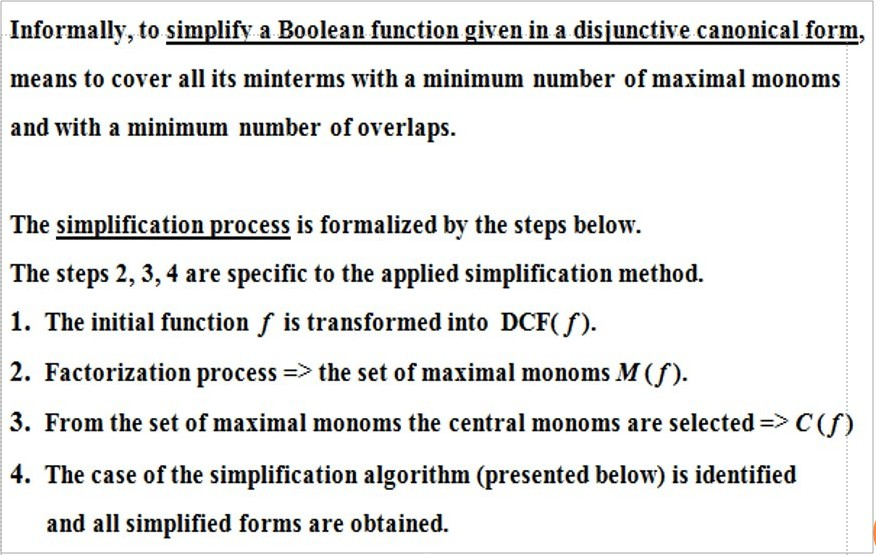 Informally, to simplify a Boolean function given in a disjunctive canonical form,
means to cover all its minterms with a minimum number of maximal monoms
and with a minimum number of overlaps.
The simplification process is formalized by the steps below.
The steps 2, 3, 4 are specific to the applied simplification method.
1. The initial function f is transformed into DCF( f ).
2. Factorization process => the set of maximal monoms M ( f ).
3. From the set of maximal monoms the central monoms are selected => C ( f )
4. The case of the simplification algorithm (presented below) is identified
and all simplified forms are obtained.